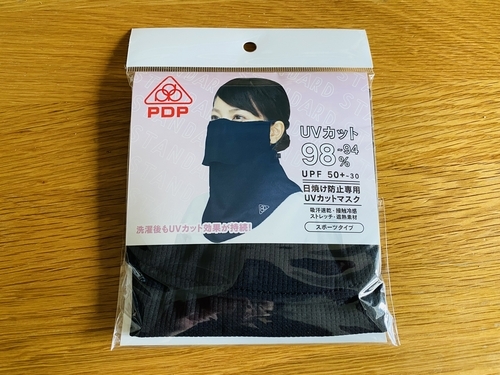 PDP
UVカット
98-94%
UPF 50+-30
日焼け防止専用
UVカットマスク
吸汗速乾・接触冷感
ストレッチ・遮熱素材
スポーツタイプ
洗濯後もUVカット効果が持続!